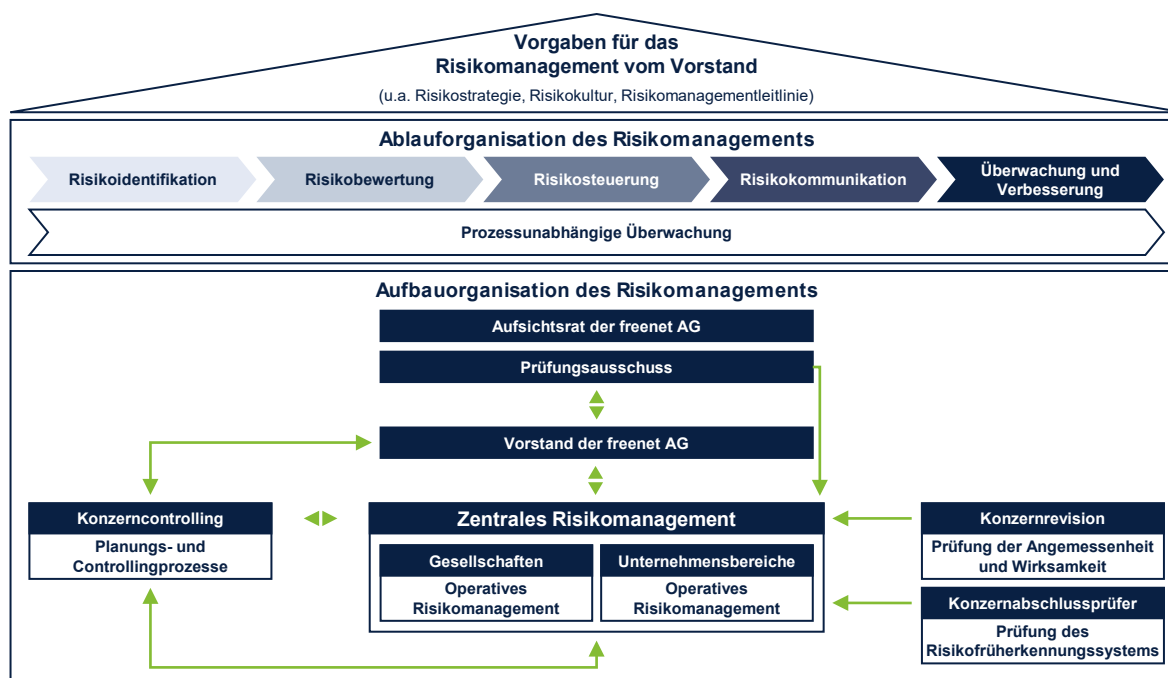 Vorgaben für das
Risikomanagement vom Vorstand
(u.a. Risikostrategie, Risikokultur, Risikomanagementleitlinie)
Ablauforganisation des Risikomanagements
Risikoidentifikation
Risikobewertung
Risikosteuerung
Risikokommunikation
Überwachung und
Verbesserung
Prozessunabhängige Überwachung
Aufbauorganisation des Risikomanagements
Aufsichtsrat der freenet AG
Prüfungsausschuss
Vorstand der freenet AG
Konzerncontrolling
Planungs- und
Controllingprozesse
Zentrales Risikomanagement
Gesellschaften
Operatives
Risikomanagement
Unternehmensbereiche
Operatives
Risikomanagement
Konzernrevision
Prüfung der Angemessenheit
und Wirksamkeit
Konzernabschlussprüfer
Prüfung des
Risikofrüherkennungssystems